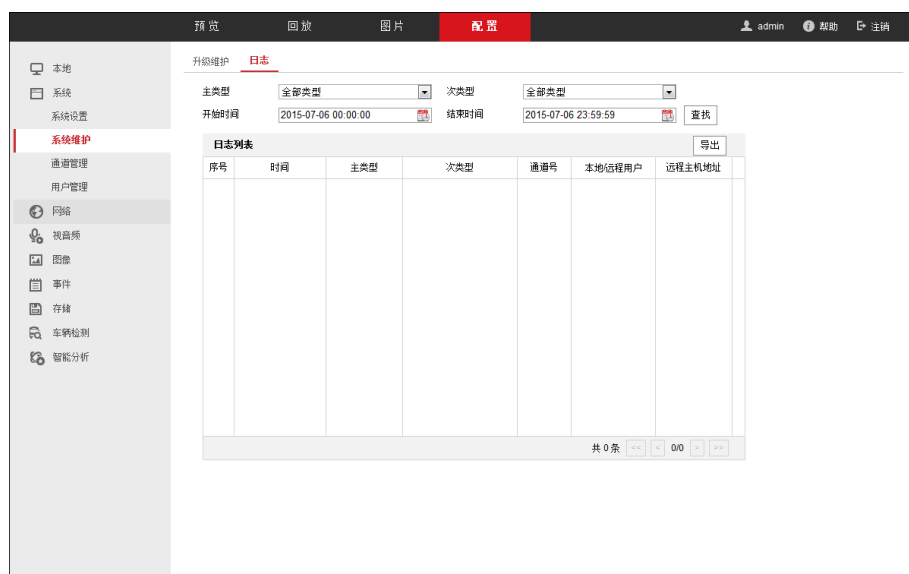 预览 回放 图片 配置 admin 帮助 注销
升级维护 日志
本地
系统
系统设置
系统维护
通道管理
用户管理
网络
视音频
图像
事件
存储
车辆检测
智能分析
主类型 全部类型 次类型 全部类型
开始时间 2015-07-06 00:00:00 结束时间 2015-07-06 23:59:59 查找
日志列表 导出
序号 时间 主类型 次类型 通道号 本地/远程用户 远程主机地址
共 0 条 << < 0/0 > >>